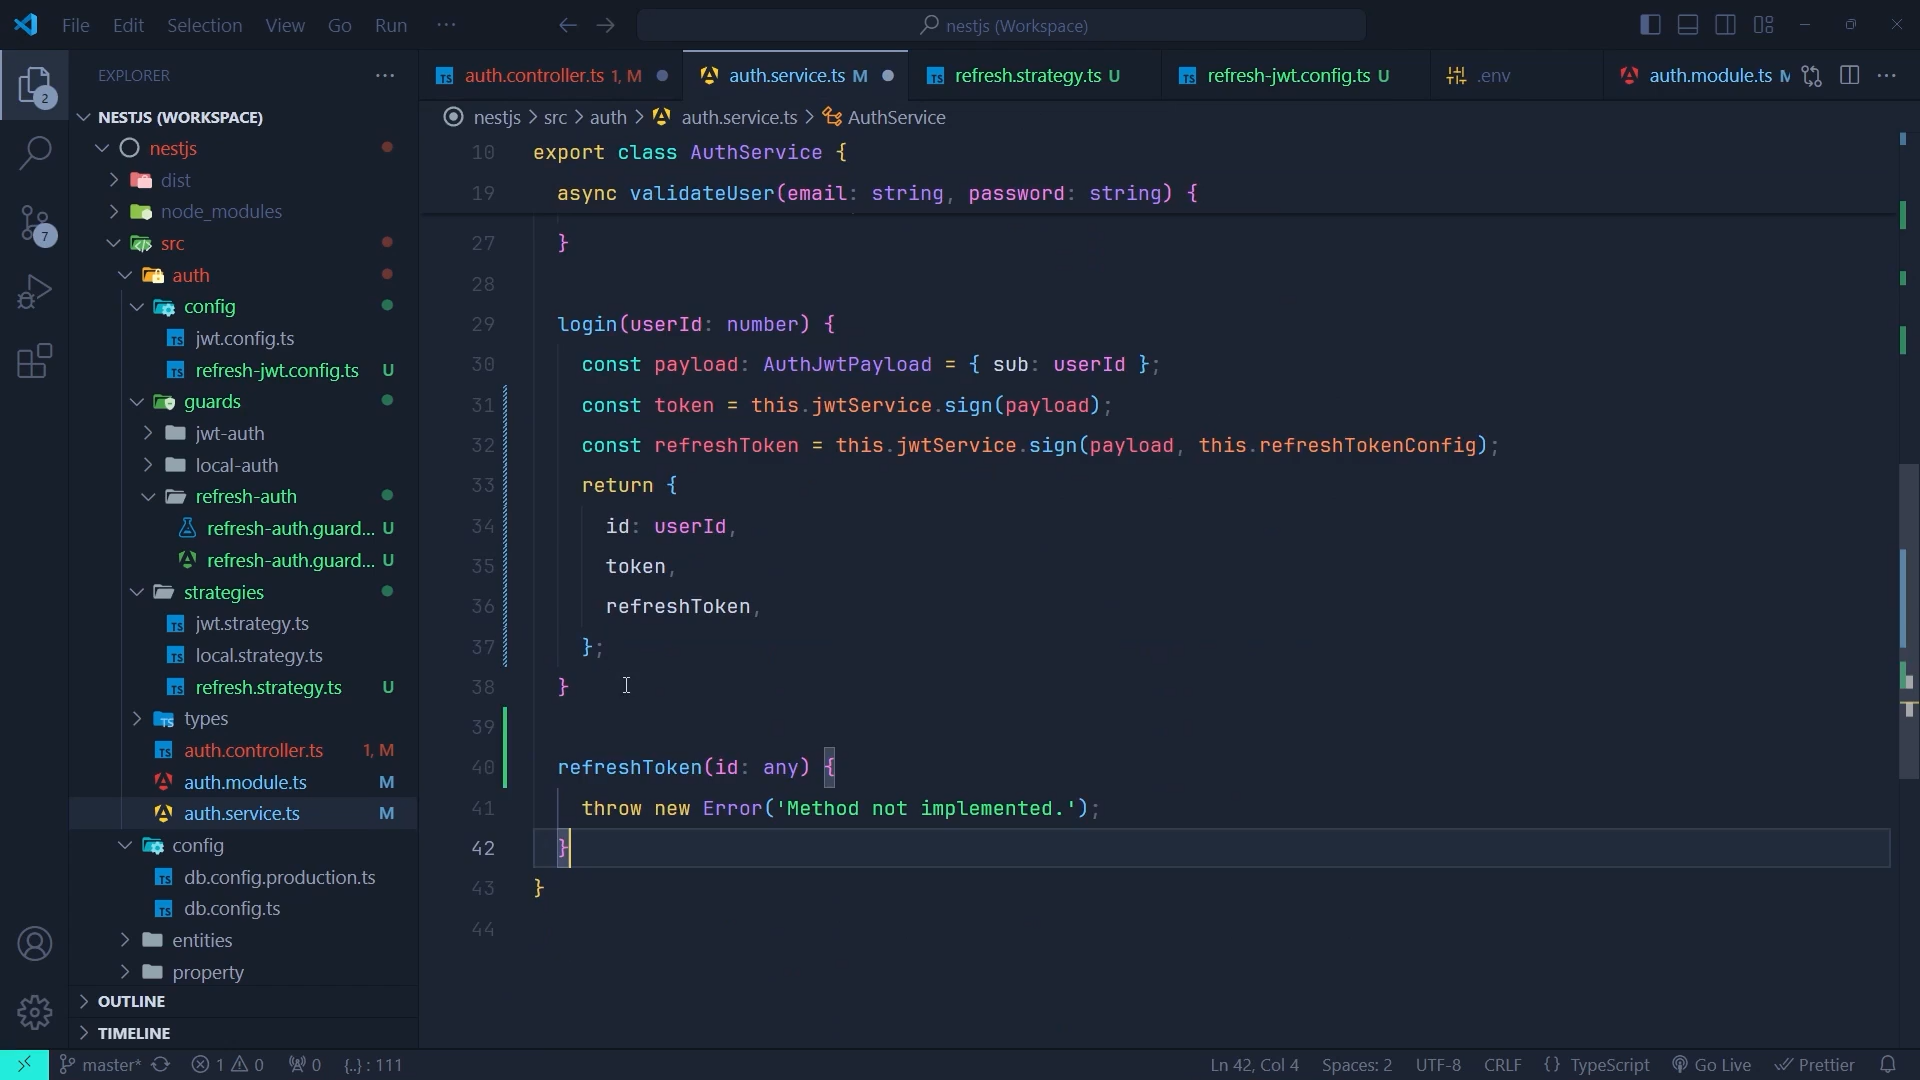 File Edit Selection View Go Run ···
nestjs (Workspace)
EXPLORER
NESTJS (WORKSPACE)
nestjs
dist
node_modules
src
auth
config
jwt.config.ts
refresh-jwt.config.ts U
guards
jwt-auth
local-auth
refresh-auth
refresh-auth.guard... U
refresh-auth.guard... U
strategies
jwt.strategy.ts
local.strategy.ts
refresh.strategy.ts U
types
auth.controller.ts 1, M
auth.module.ts M
auth.service.ts M
config
db.config.production.ts
db.config.ts
entities
property
OUTLINE
TIMELINE
2
7
auth.controller.ts 1, M
auth.service.ts M
refresh.strategy.ts U
refresh-jwt.config.ts U
.env
auth.module.ts M
nestjs > src > auth > auth.service.ts > AuthService
10 export class AuthService {
19 async validateUser(email: string, password: string) {
27 }
28
29 login(userId: number) {
30 const payload: AuthJwtPayload = { sub: userId };
31 const token = this.jwtService.sign(payload);
32 const refreshToken = this.jwtService.sign(payload, this.refreshTokenConfig);
33 return {
34 id: userId,
35 token,
36 refreshToken,
37 };
38 }
39
40 refreshToken(id: any) {
41 throw new Error('Method not implemented.');
42 }
43 }
44
master* 1 0 0 {..} : 111
Ln 42, Col 4 Spaces: 2 UTF-8 CRLF {} TypeScript Go Live Prettier